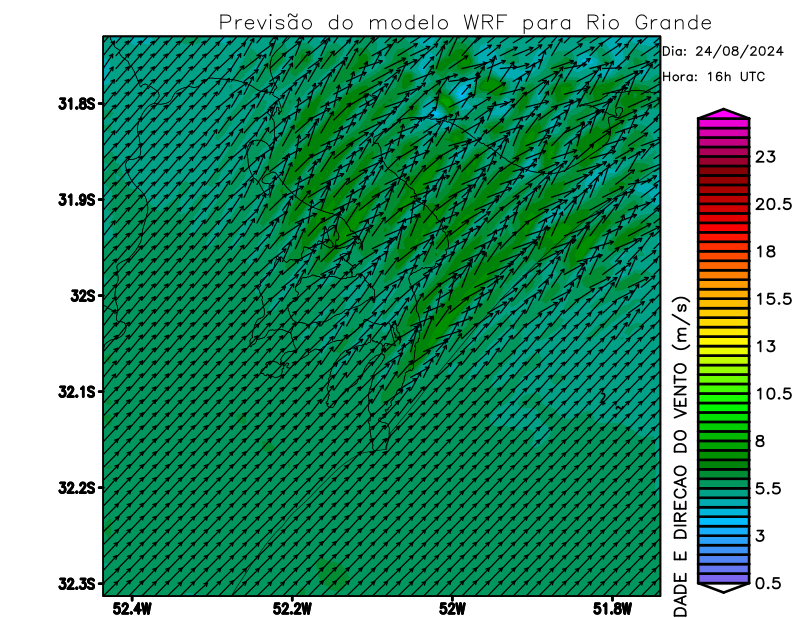 Previsão do modelo WRF para Rio Grande
Dia: 24/08/2024
Hora: 16h UTC
31.8S
31.9S
32S
32.1S
32.2S
32.3S
52.4W
52.2W
52W
51.8W
DADE E DIRECAO DO VENTO (m/s)
23
20.5
18
15.5
13
10.5
8
5.5
3
0.5